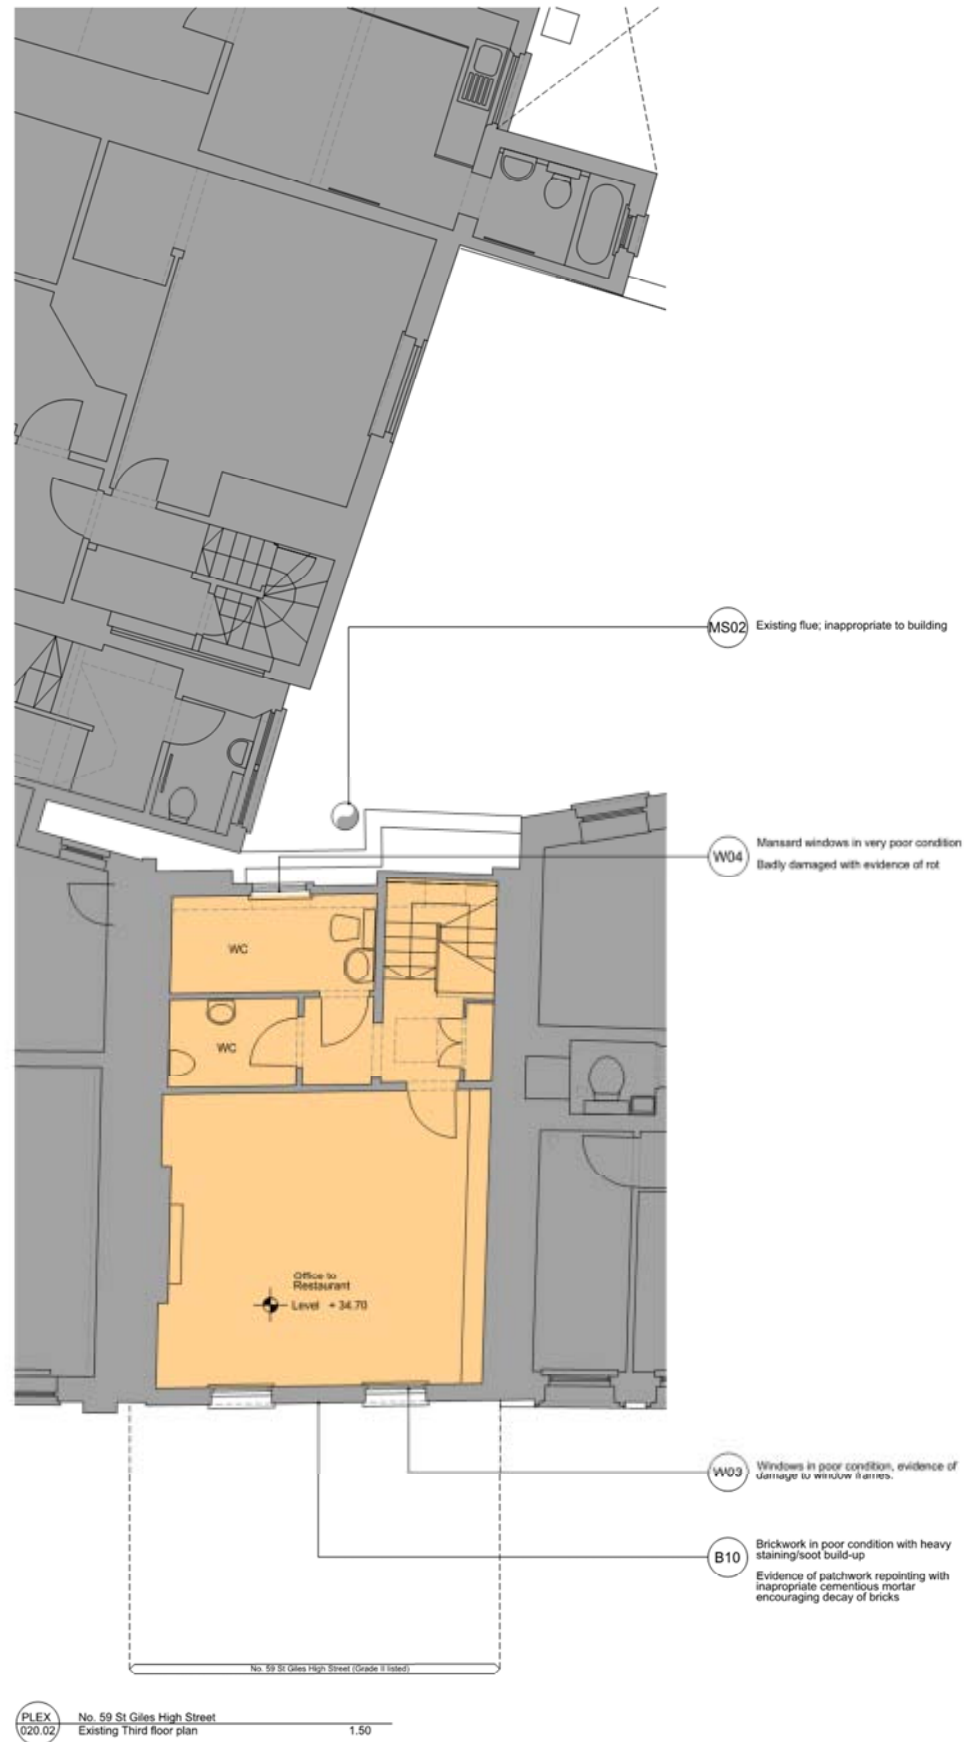 MS02 Existing flue; inappropriate to building
W04 Mansard windows in very poor condition
Badly damaged with evidence of rot
WC
WC
Office to
Restaurant
Level + 34.70
W03 Windows in poor condition, evidence of
damage to window frames.
B10 Brickwork in poor condition with heavy
staining/soot build-up
Evidence of patchwork repointing with
inapropriate cementious mortar
encouraging decay of bricks
No. 59 St Giles High Street (Grade II listed)
PLEX No. 59 St Giles High Street
020.02 Existing Third floor plan 1.50